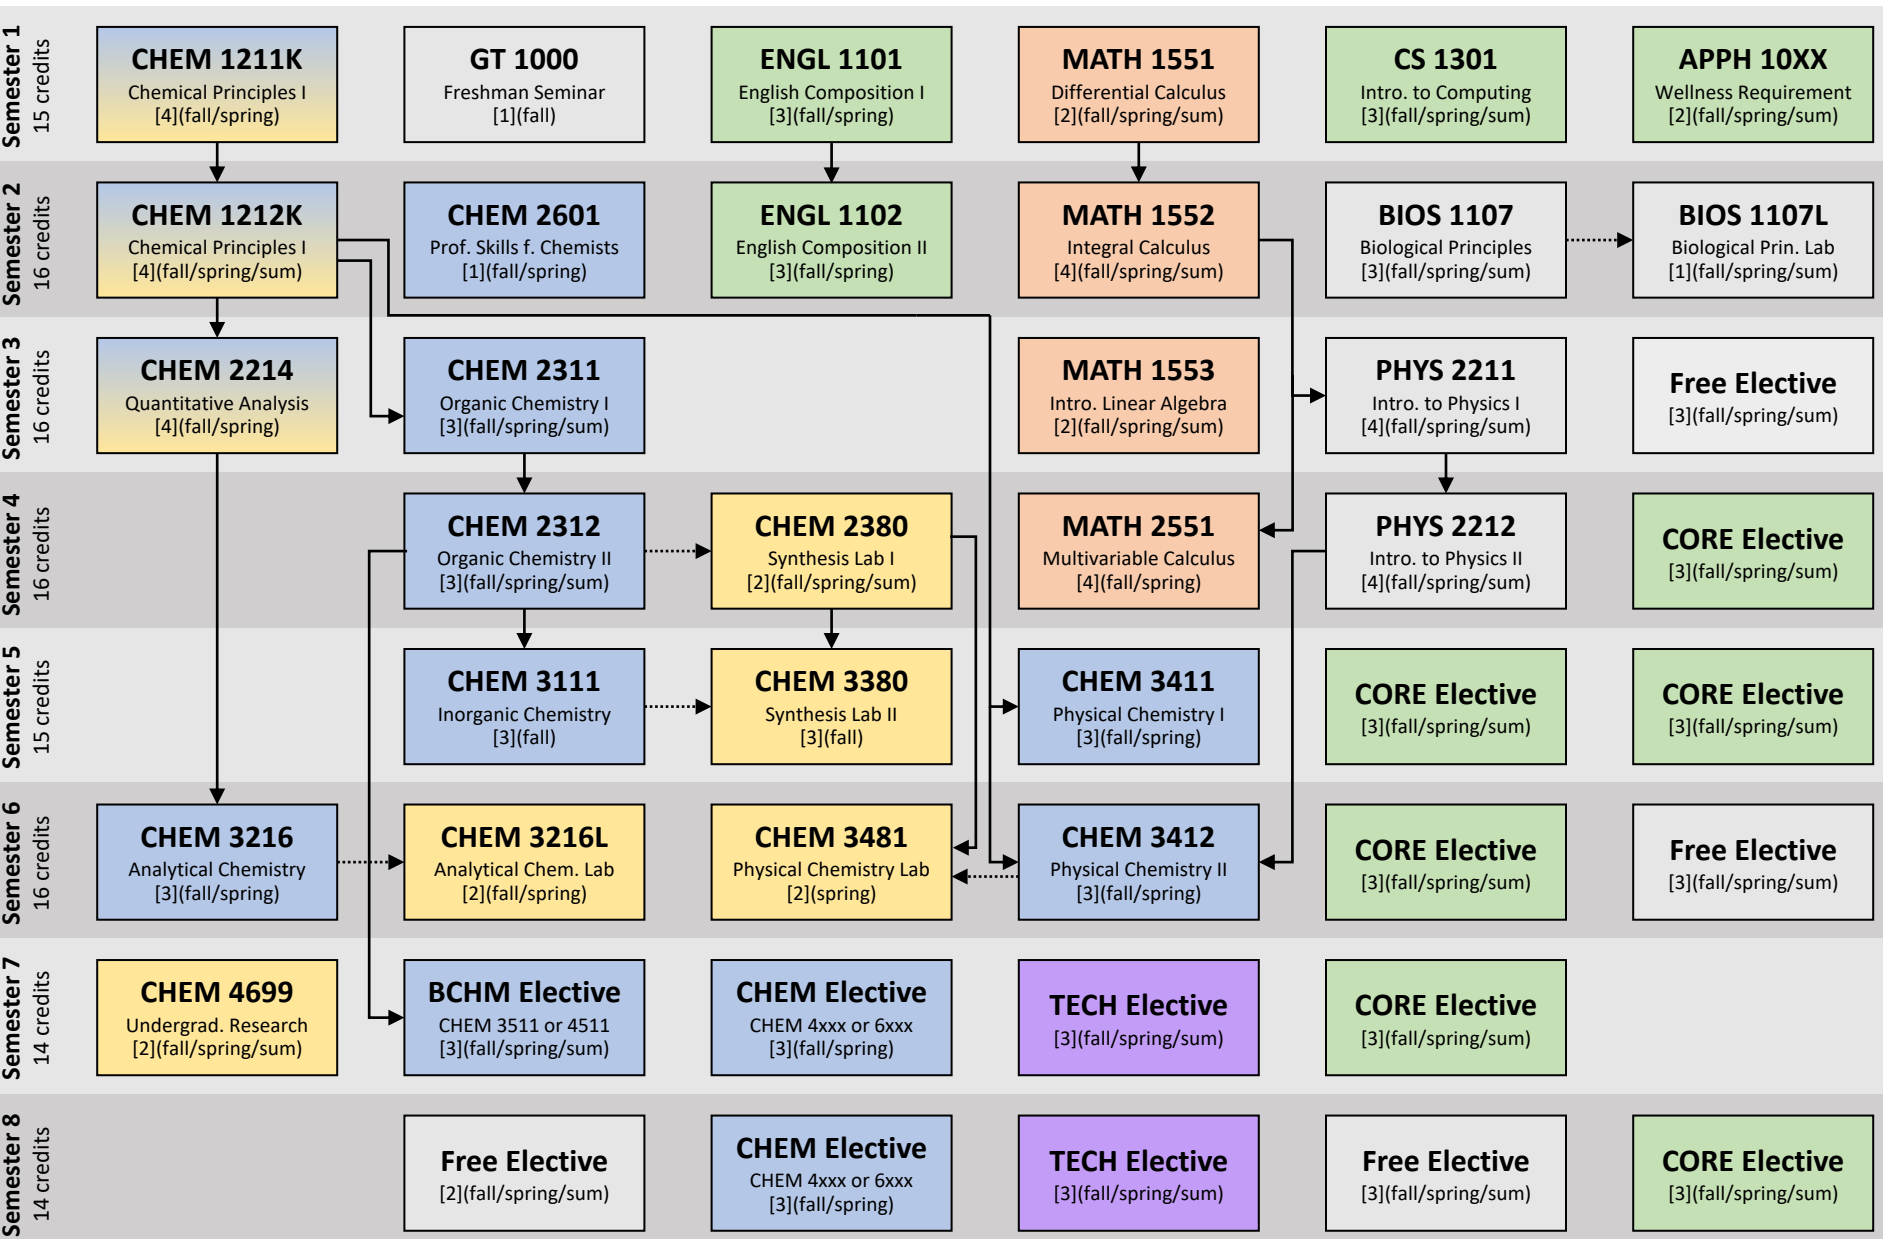 Semester 1
15 credits
CHEM 1211K
Chemical Principles I
[4](fall/spring)
GT 1000
Freshman Seminar
[1](fall)
ENGL 1101
English Composition I
[3](fall/spring)
MATH 1551
Differential Calculus
[2](fall/spring/sum)
CS 1301
Intro. to Computing
[3](fall/spring/sum)
APPH 10XX
Wellness Requirement
[2](fall/spring/sum)
Semester 2
16 credits
CHEM 1212K
Chemical Principles I
[4](fall/spring/sum)
CHEM 2601
Prof. Skills f. Chemists
[1](fall/spring)
ENGL 1102
English Composition II
[3](fall/spring)
MATH 1552
Integral Calculus
[4](fall/spring/sum)
BIOS 1107
Biological Principles
[3](fall/spring/sum)
BIOS 1107L
Biological Prin. Lab
[1](fall/spring/sum)
Semester 3
16 credits
CHEM 2214
Quantitative Analysis
[4](fall/spring)
CHEM 2311
Organic Chemistry I
[3](fall/spring/sum)
MATH 1553
Intro. Linear Algebra
[2](fall/spring/sum)
PHYS 2211
Intro. to Physics I
[4](fall/spring/sum)
Free Elective
[3](fall/spring/sum)
Semester 4
16 credits
CHEM 2312
Organic Chemistry II
[3](fall/spring/sum)
CHEM 2380
Synthesis Lab I
[2](fall/spring/sum)
MATH 2551
Multivariable Calculus
[4](fall/spring)
PHYS 2212
Intro. to Physics II
[4](fall/spring/sum)
CORE Elective
[3](fall/spring/sum)
Semester 5
15 credits
CHEM 3111
Inorganic Chemistry
[3](fall)
CHEM 3380
Synthesis Lab II
[3](fall)
CHEM 3411
Physical Chemistry I
[3](fall/spring)
CORE Elective
[3](fall/spring/sum)
CORE Elective
[3](fall/spring/sum)
Semester 6
16 credits
CHEM 3216
Analytical Chemistry
[3](fall/spring)
CHEM 3216L
Analytical Chem. Lab
[2](fall/spring)
CHEM 3481
Physical Chemistry Lab
[2](spring)
CHEM 3412
Physical Chemistry II
[3](fall/spring)
CORE Elective
[3](fall/spring/sum)
Free Elective
[3](fall/spring/sum)
Semester 7
14 credits
CHEM 4699
Undergrad. Research
[2](fall/spring/sum)
BCHM Elective
CHEM 3511 or 4511
[3](fall/spring/sum)
CHEM Elective
CHEM 4xxx or 6xxx
[3](fall/spring)
TECH Elective
[3](fall/spring/sum)
CORE Elective
[3](fall/spring/sum)
Semester 8
14 credits
Free Elective
[2](fall/spring/sum)
CHEM Elective
CHEM 4xxx or 6xxx
[3](fall/spring)
TECH Elective
[3](fall/spring/sum)
Free Elective
[3](fall/spring/sum)
CORE Elective
[3](fall/spring/sum)